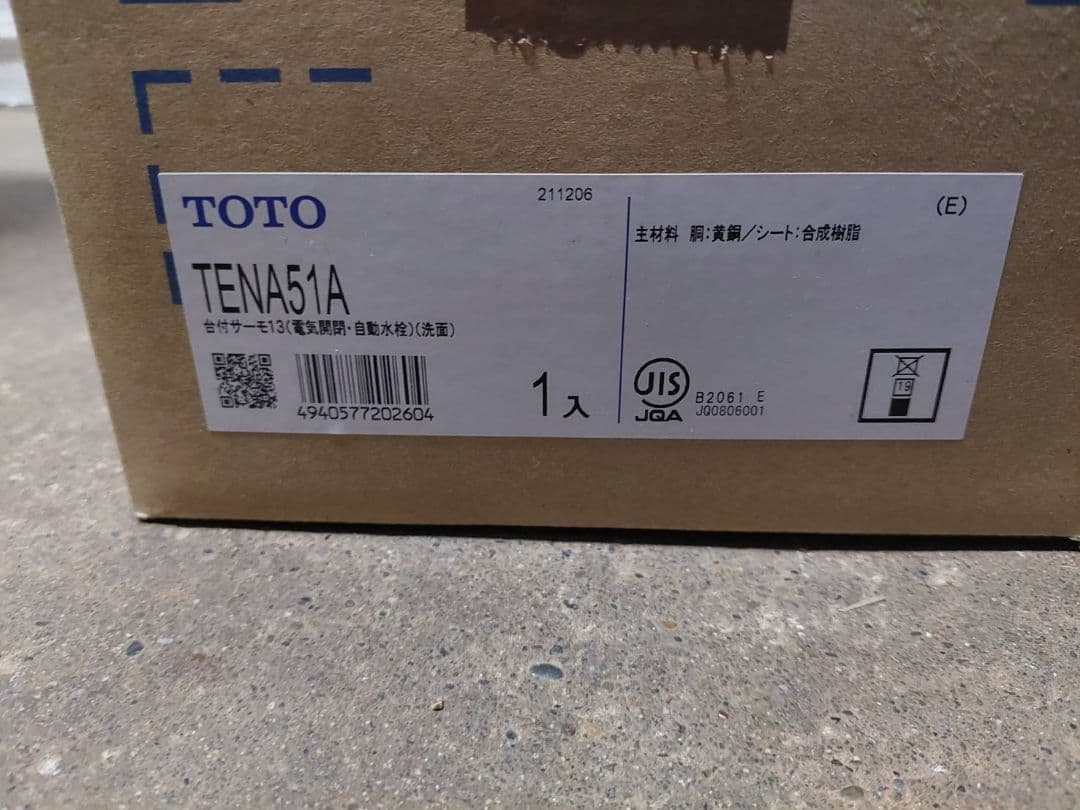 TOTO
211206
TENA51A
台付サーモ13(電気開閉・自動水栓)(洗面)
4940577202604
1入
主材料 胴:黄銅/シート:合成樹脂
(E)
JIS
JQA
B2061 E
JQ0806001
19